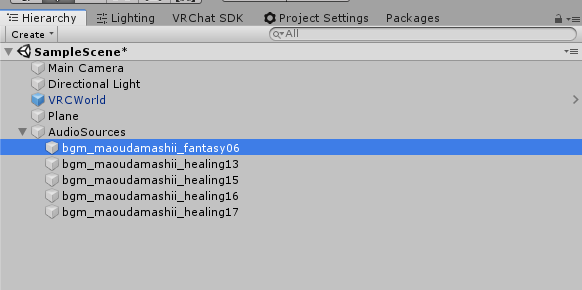 Hierarchy Lighting VRChat SDK Project Settings Packages
Create All
SampleScene*
Main Camera
Directional Light
VRCWorld
Plane
AudioSources
bgm_maoudamashii_fantasy06
bgm_maoudamashii_healing13
bgm_maoudamashii_healing15
bgm_maoudamashii_healing16
bgm_maoudamashii_healing17